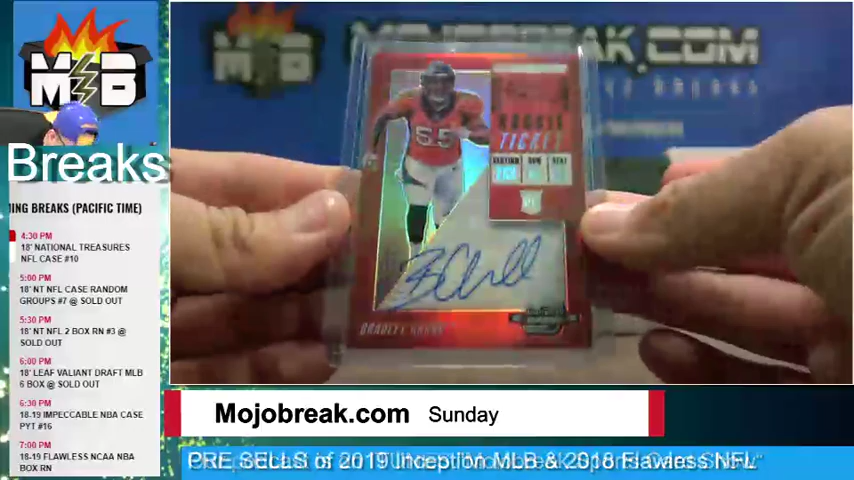 MB
MOJOBREAK.COM
MB
55
ROOKIE
TICKET
SECTION ROW SEAT
Breaks
ING BREAKS (PACIFIC TIME)
4:30 PM
18' NATIONAL TREASURES
NFL CASE #10
5:00 PM
18' NT NFL CASE RANDOM
GROUPS #7 @ SOLD OUT
5:30 PM
18' NT NFL 2 BOX RN #3 @
SOLD OUT
6:00 PM
18' LEAF VALIANT DRAFT MLB
6 BOX @ SOLD OUT
6:30 PM
18-19 IMPECCABLE NBA CASE
PYT #16
7:00 PM
18-19 FLAWLESS NCAA NBA
BOX RN
BRADLEY
Mojobreak.com Sunday
PRE SELLS of 2019 Inception MLB & 2018 Flawless NFL